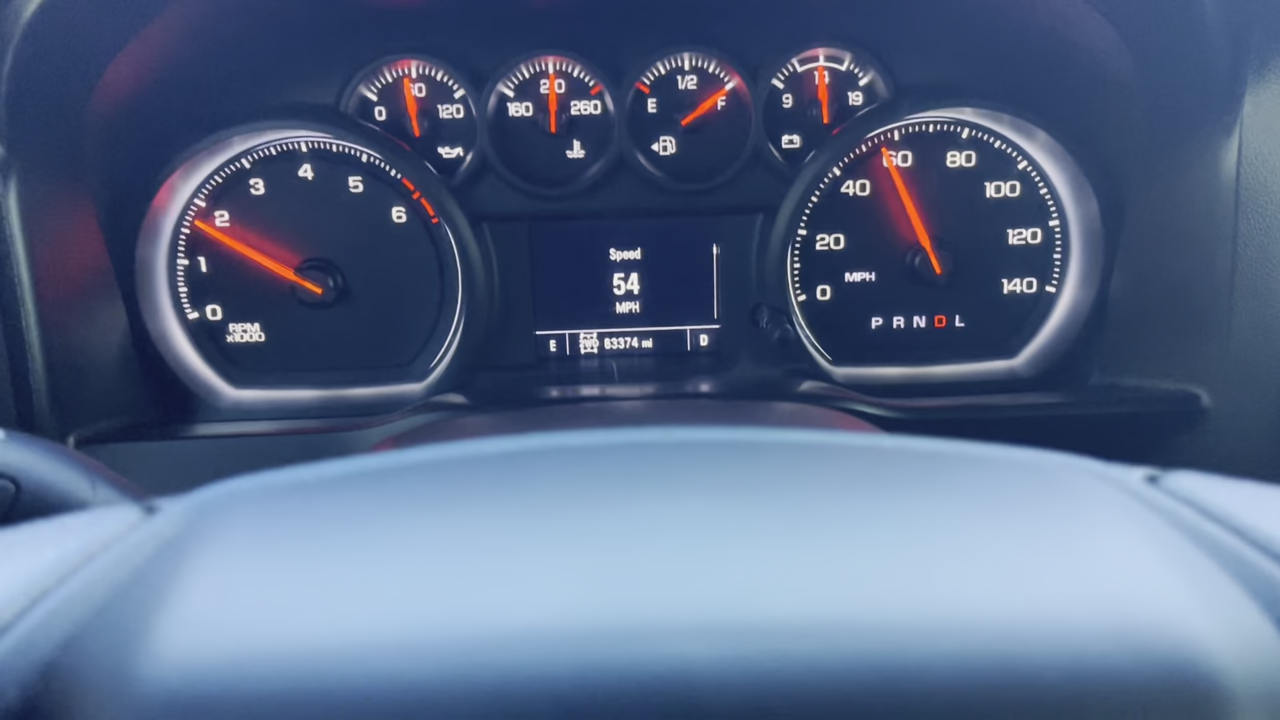 0 60 120
160 210 260
E 1/2 F
9 14 19
0 1 2 3 4 5 6
RPM
x1000
Speed
54
MPH
E 2WD 63374 mi D
0 20 40 60 80 100 120 140
MPH
P R N D L